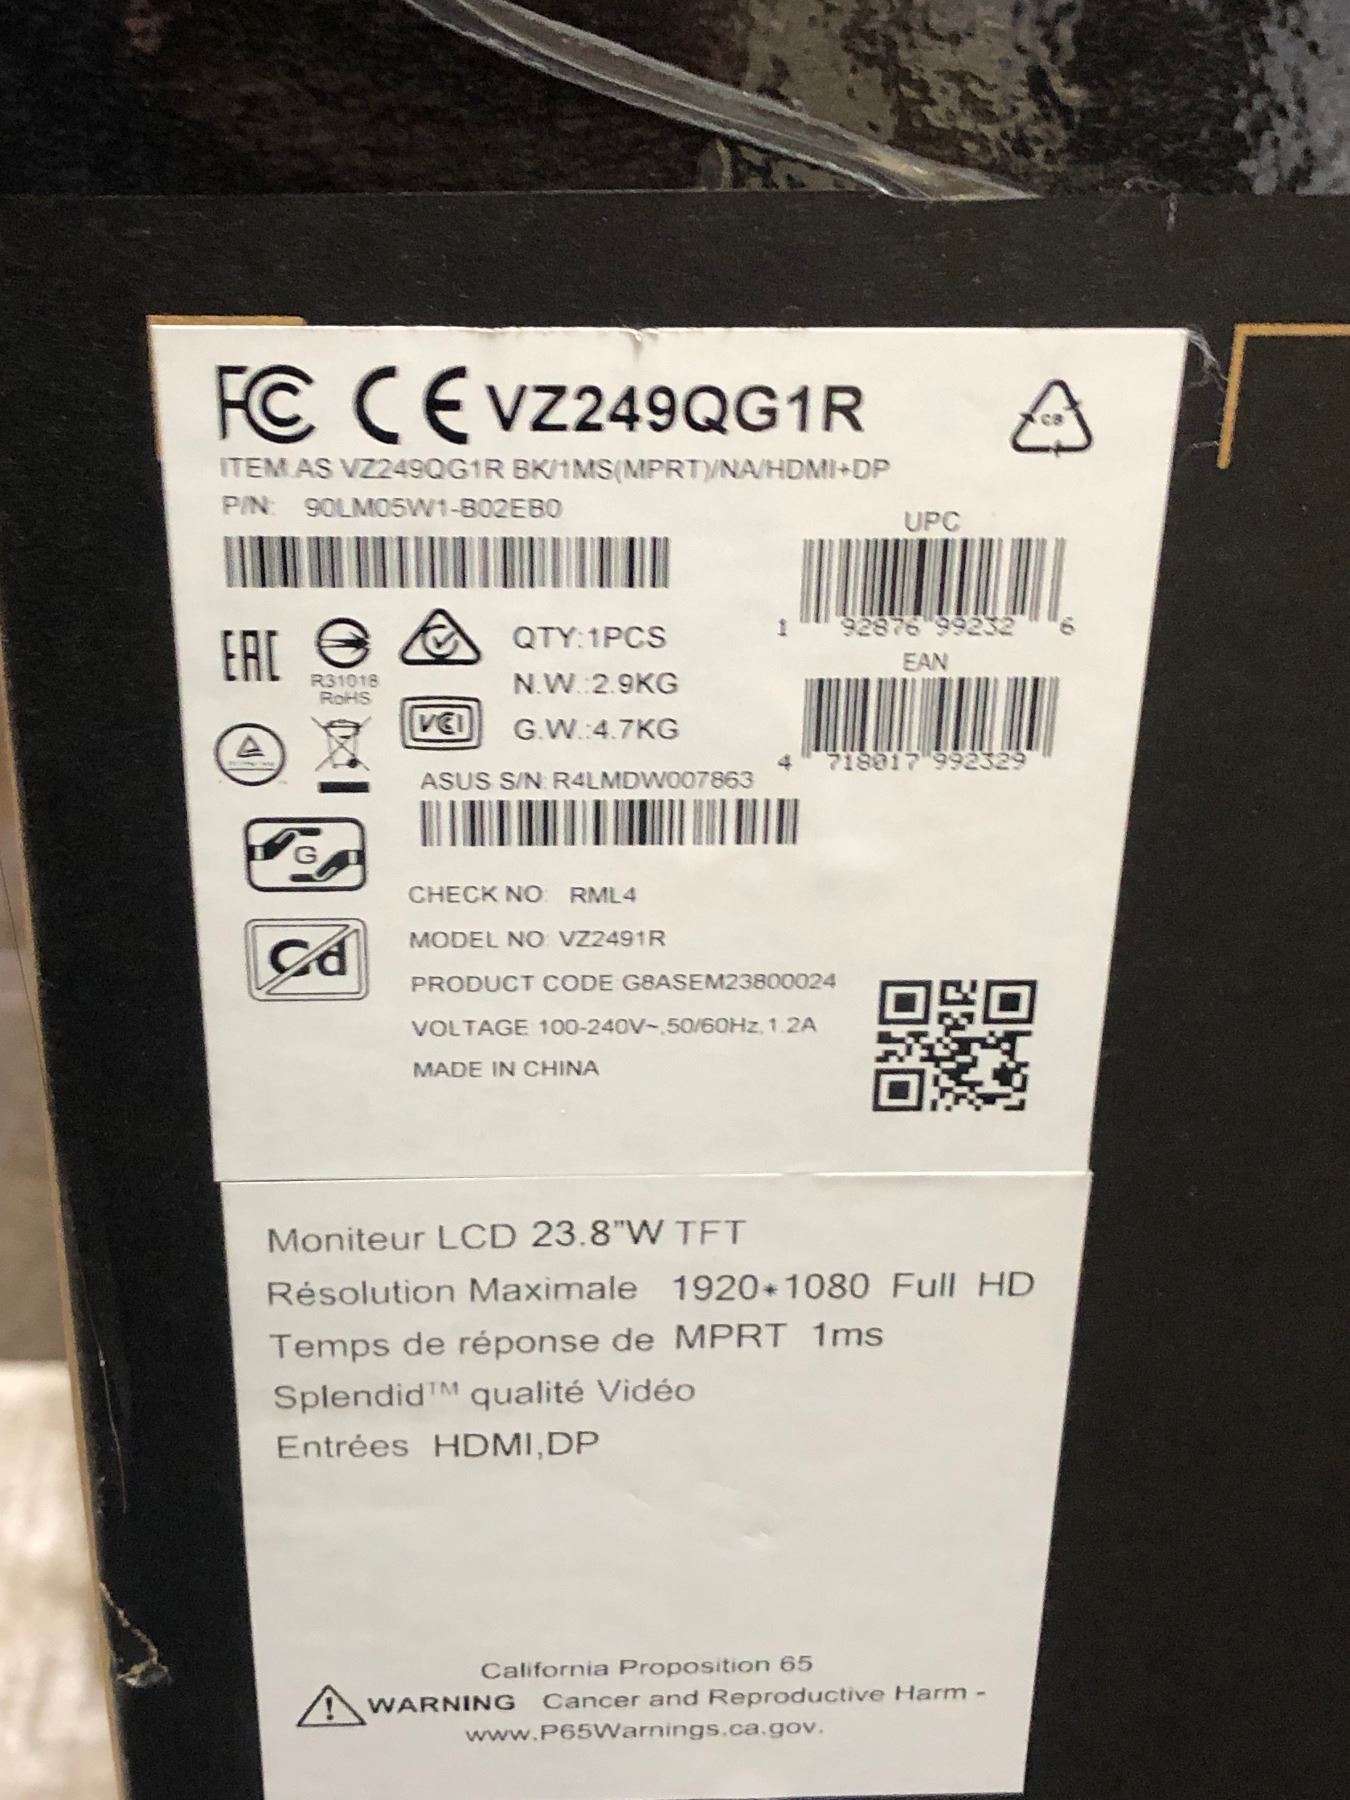 FC CE VZ249QG1R
CB
ITEM:AS VZ249QG1R BK/1MS(MPRT)/NA/HDMI+DP
P/N: 90LM05W1-B02EB0
UPC
1 92876 99232 6
EAC
R31018
RoHS
QTY:1PCS
N.W.:2.9KG
VCI
G.W.:4.7KG
EAN
4 718017 992329
ASUS S/N:R4LMDW007863
G
Cd
CHECK NO: RML4
MODEL NO: VZ2491R
PRODUCT CODE:G8ASEM23800024
VOLTAGE 100-240V~,50/60Hz,1.2A
MADE IN CHINA
Moniteur LCD 23.8"W TFT
Résolution Maximale 1920*1080 Full HD
Temps de réponse de MPRT 1ms
Splendid™ qualité Vidéo
Entrées HDMI,DP
California Proposition 65
WARNING Cancer and Reproductive Harm -
www.P65Warnings.ca.gov.